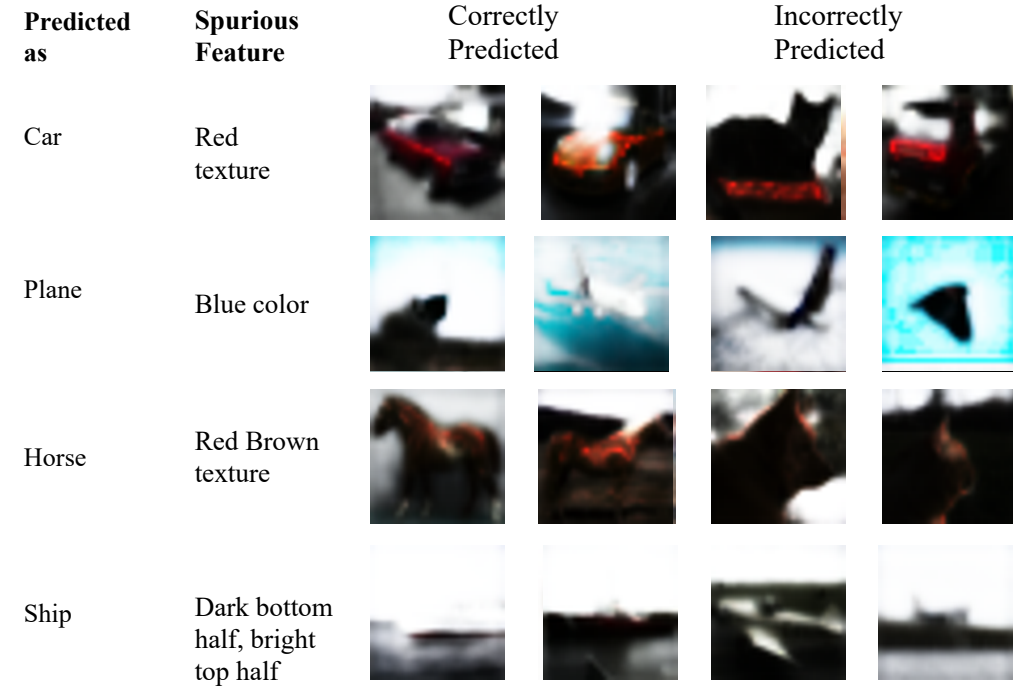 Predicted as
Spurious Feature
Correctly Predicted
Incorrectly Predicted
Car
Red texture
Plane
Blue color
Horse
Red Brown texture
Ship
Dark bottom half, bright top half